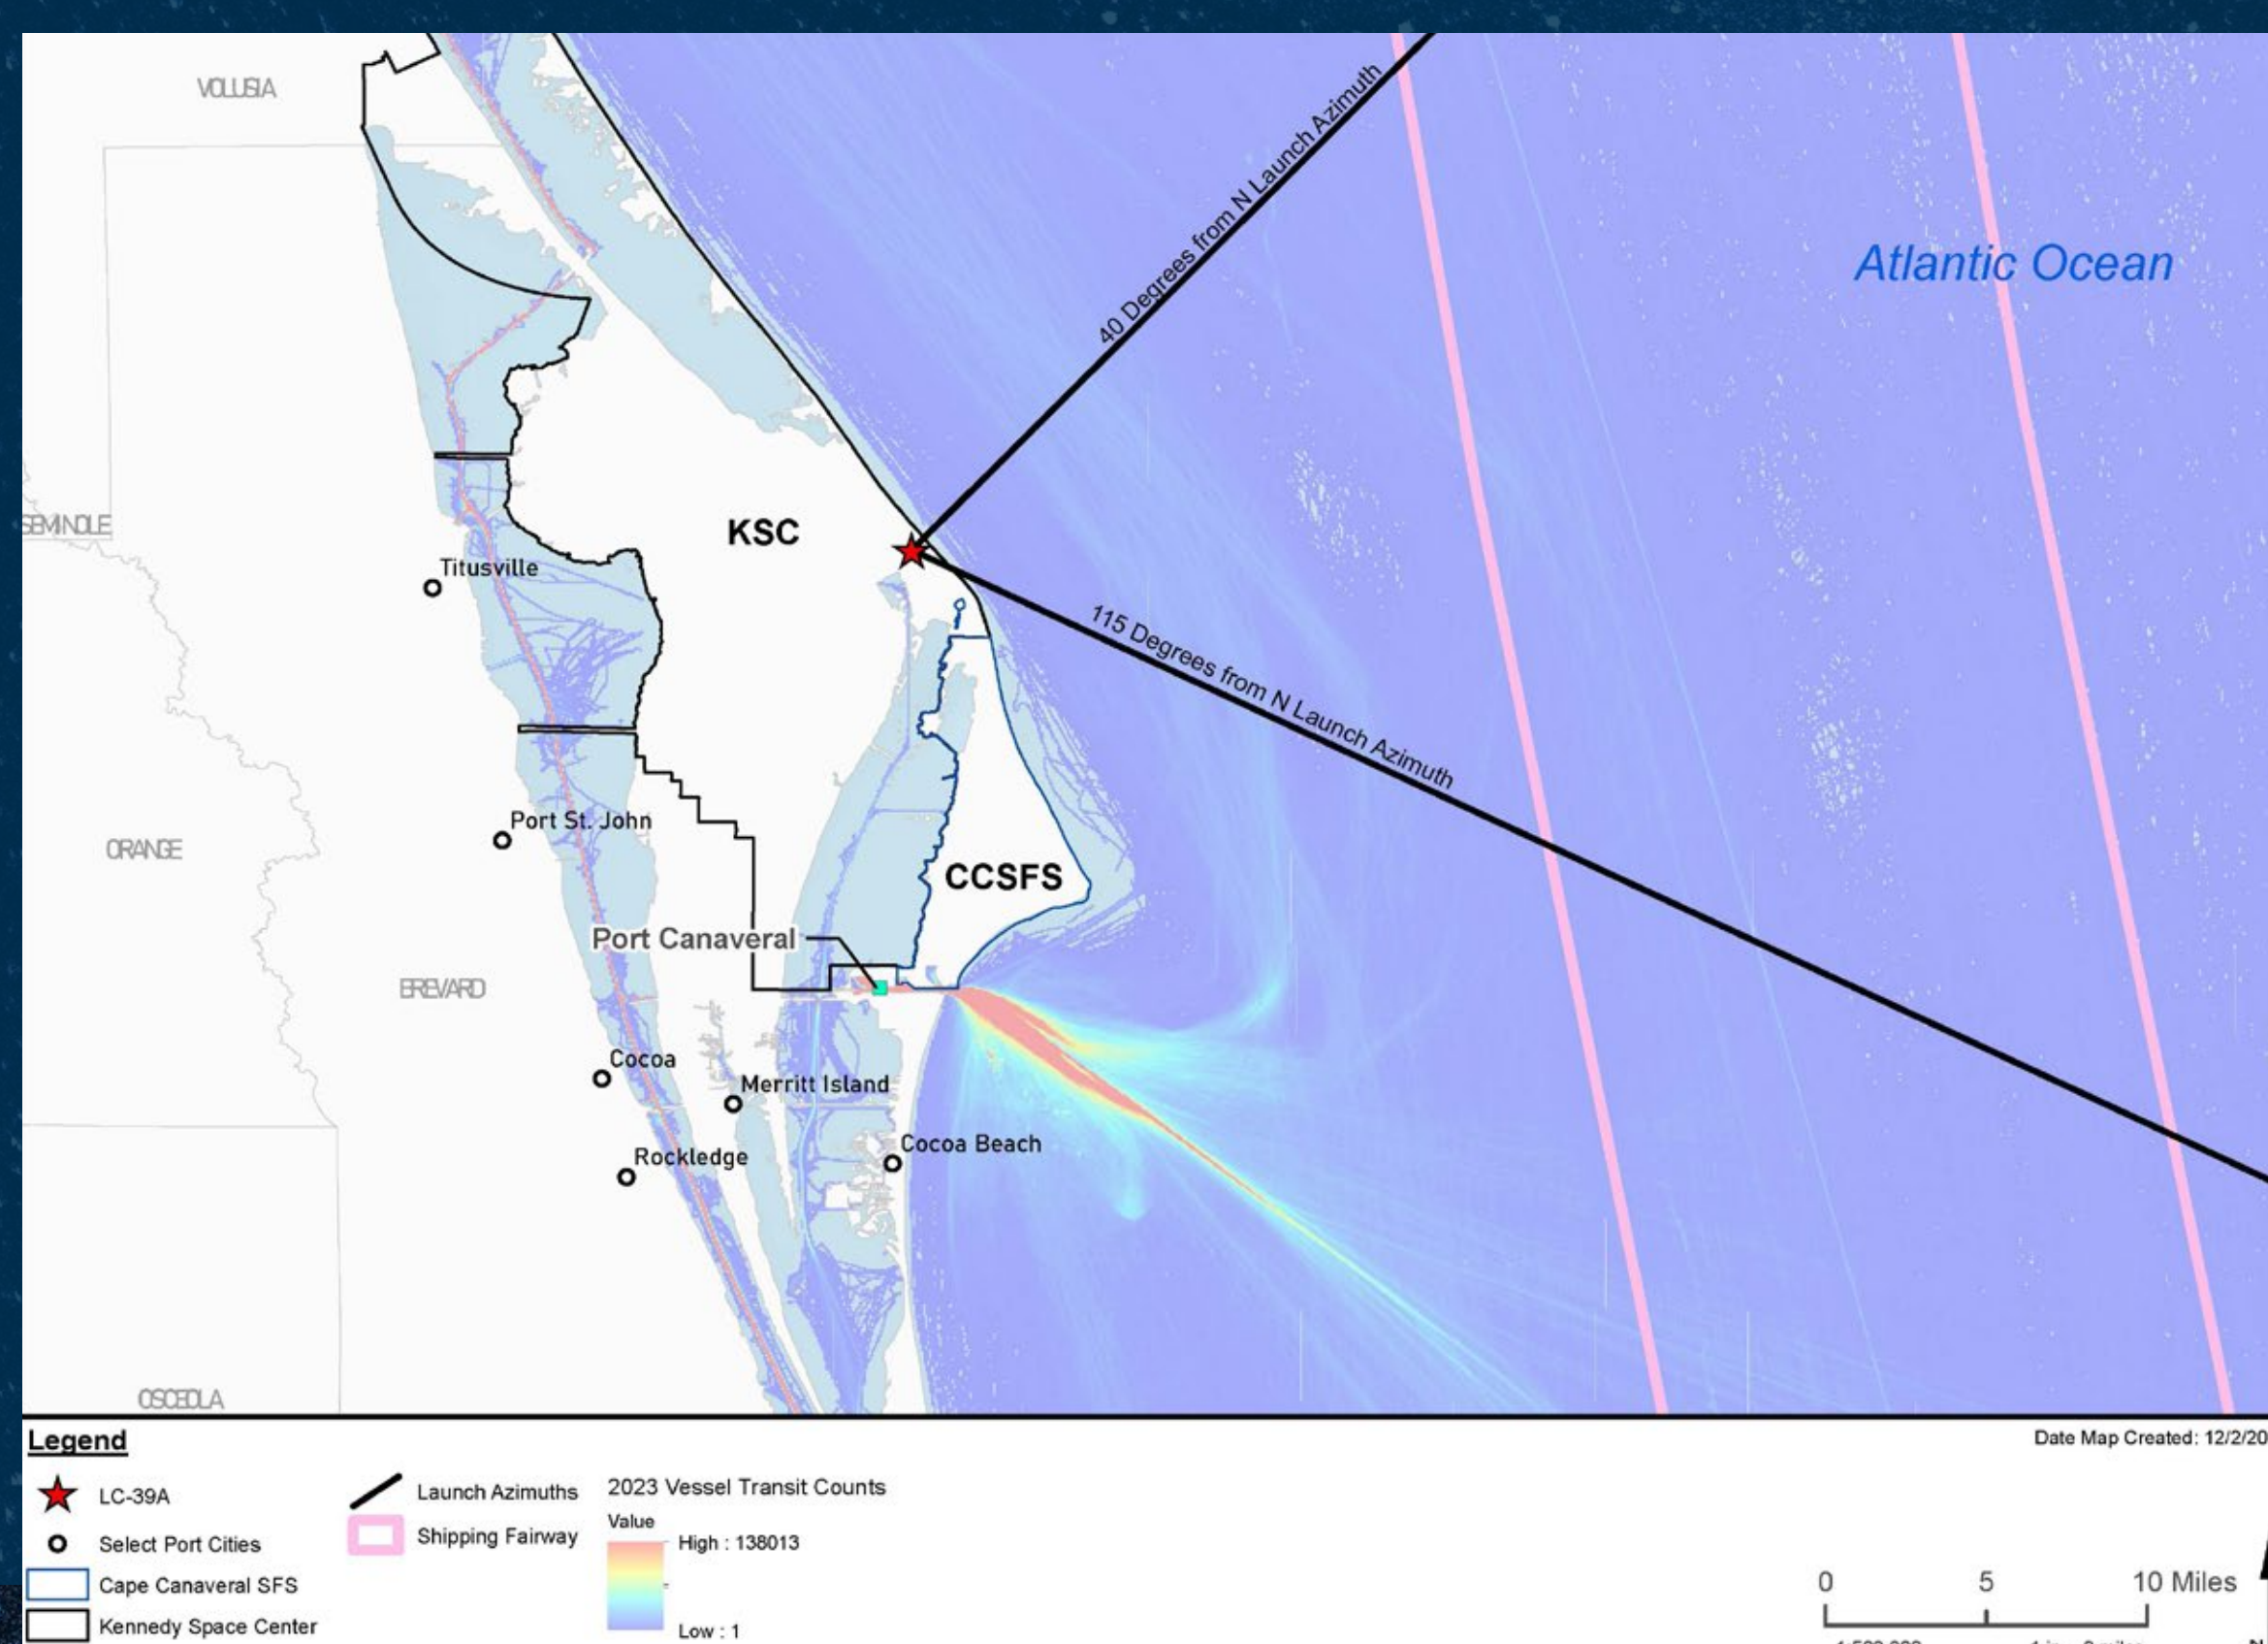 VOLUSIA
40 Degrees from N Launch Azimuth
Atlantic Ocean
SEMINOLE
KSC
Titusville
115 Degrees from N Launch Azimuth
Port St. John
ORANGE
CCSFS
Port Canaveral
BREVARD
Cocoa
Merritt Island
Cocoa Beach
Rockledge
OSCEOLA
Legend
Date Map Created: 12/2/20
LC-39A
Select Port Cities
Cape Canaveral SFS
Kennedy Space Center
Launch Azimuths
Shipping Fairway
2023 Vessel Transit Counts
Value
High : 138013
Low : 1
0 5 10 Miles